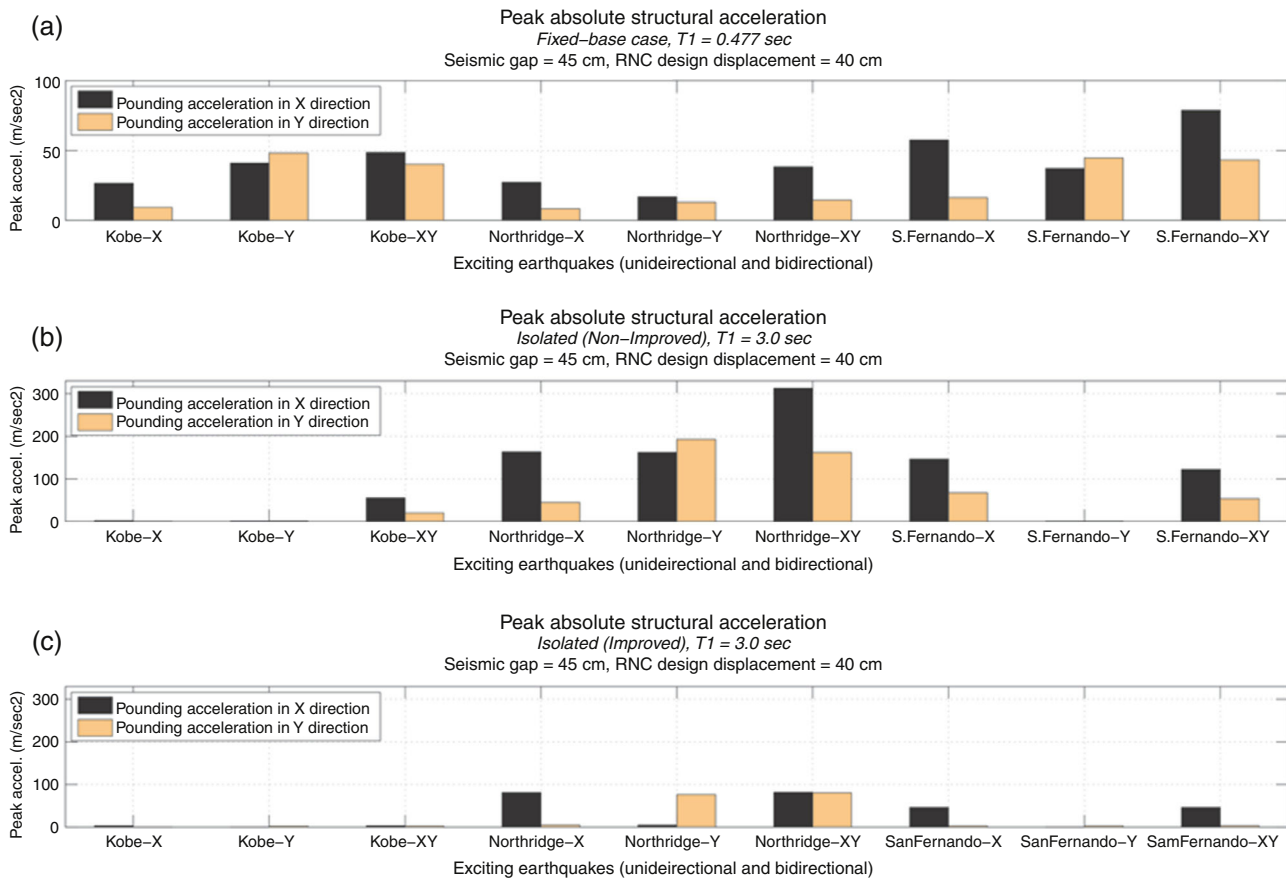 (a)
Peak absolute structural acceleration
Fixed−base case, T1 = 0.477 sec
Seismic gap = 45 cm, RNC design displacement = 40 cm
Peak accel. (m/sec2)
100
50
0
Pounding acceleration in X direction
Pounding acceleration in Y direction
Kobe−X Kobe−Y Kobe−XY Northridge−X Northridge−Y Northridge−XY S.Fernando−X S.Fernando−Y S.Fernando−XY
Exciting earthquakes (unideirectional and bidirectional)
(b)
Peak absolute structural acceleration
Isolated (Non−Improved), T1 = 3.0 sec
Seismic gap = 45 cm, RNC design displacement = 40 cm
Peak accel. (m/sec2)
300
200
100
0
Pounding acceleration in X direction
Pounding acceleration in Y direction
Kobe−X Kobe−Y Kobe−XY Northridge−X Northridge−Y Northridge−XY S.Fernando−X S.Fernando−Y S.Fernando−XY
Exciting earthquakes (unideirectional and bidirectional)
(c)
Peak absolute structural acceleration
Isolated (Improved), T1 = 3.0 sec
Seismic gap = 45 cm, RNC design displacement = 40 cm
Peak accel. (m/sec2)
300
200
100
0
Pounding acceleration in X direction
Pounding acceleration in Y direction
Kobe−X Kobe−Y Kobe−XY Northridge−X Northridge−Y Northridge−XY SanFernando−X SanFernando−Y SamFernando−XY
Exciting earthquakes (unideirectional and bidirectional)